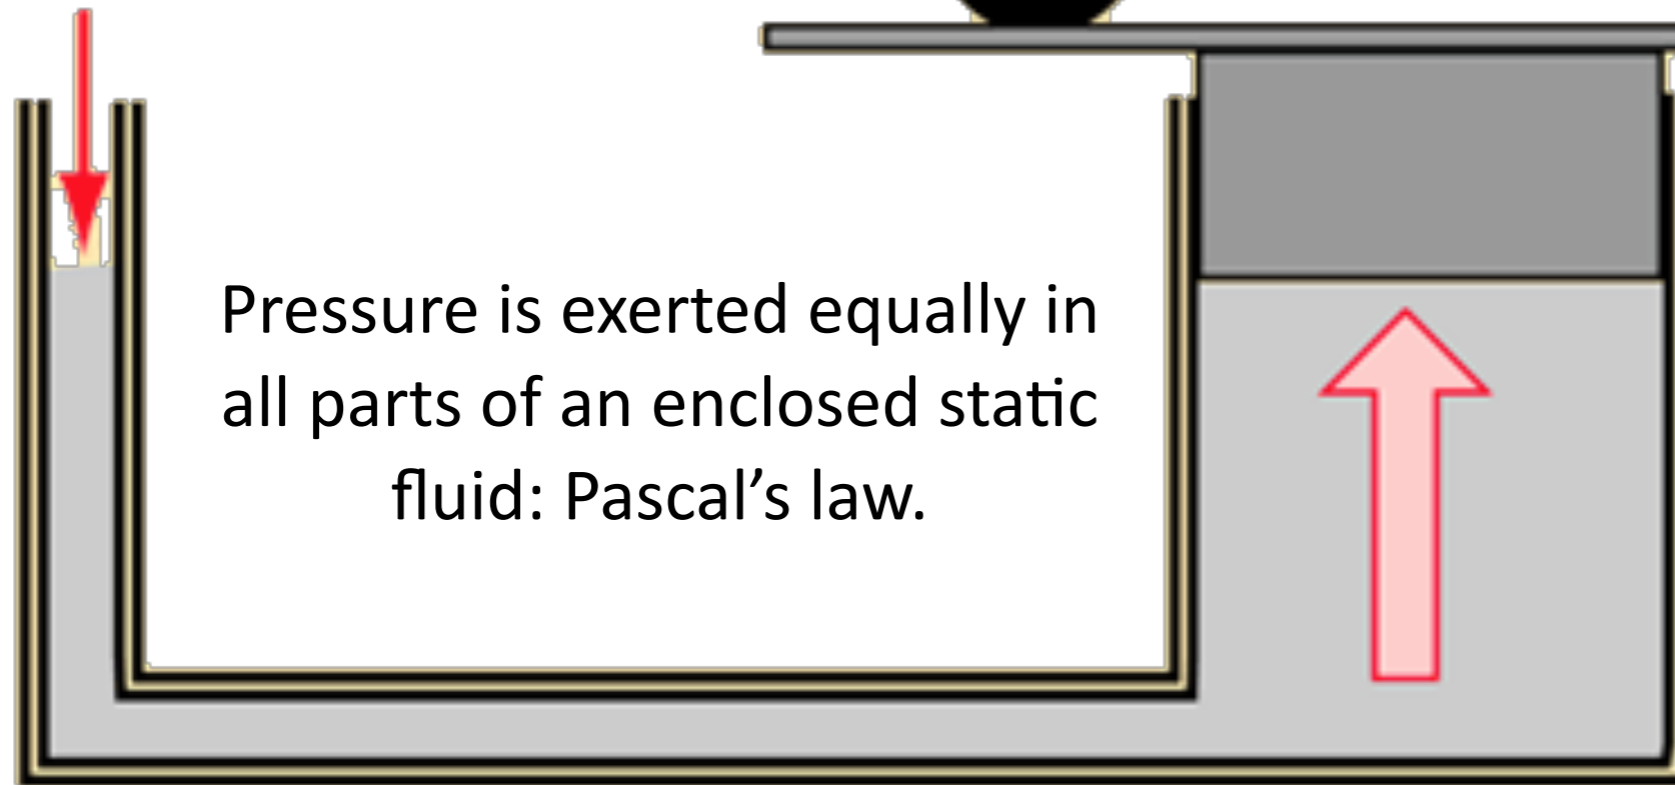 Pressure is exerted equally in
all parts of an enclosed static
fluid: Pascal’s law.